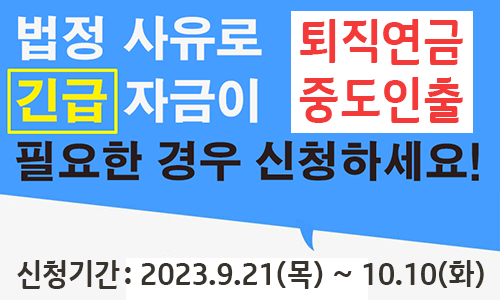 법정 사유로 퇴직연금
긴급 자금이 중도인출
필요한 경우 신청하세요!
신청기간: 2023.9.21(목) ~ 10.10(화)